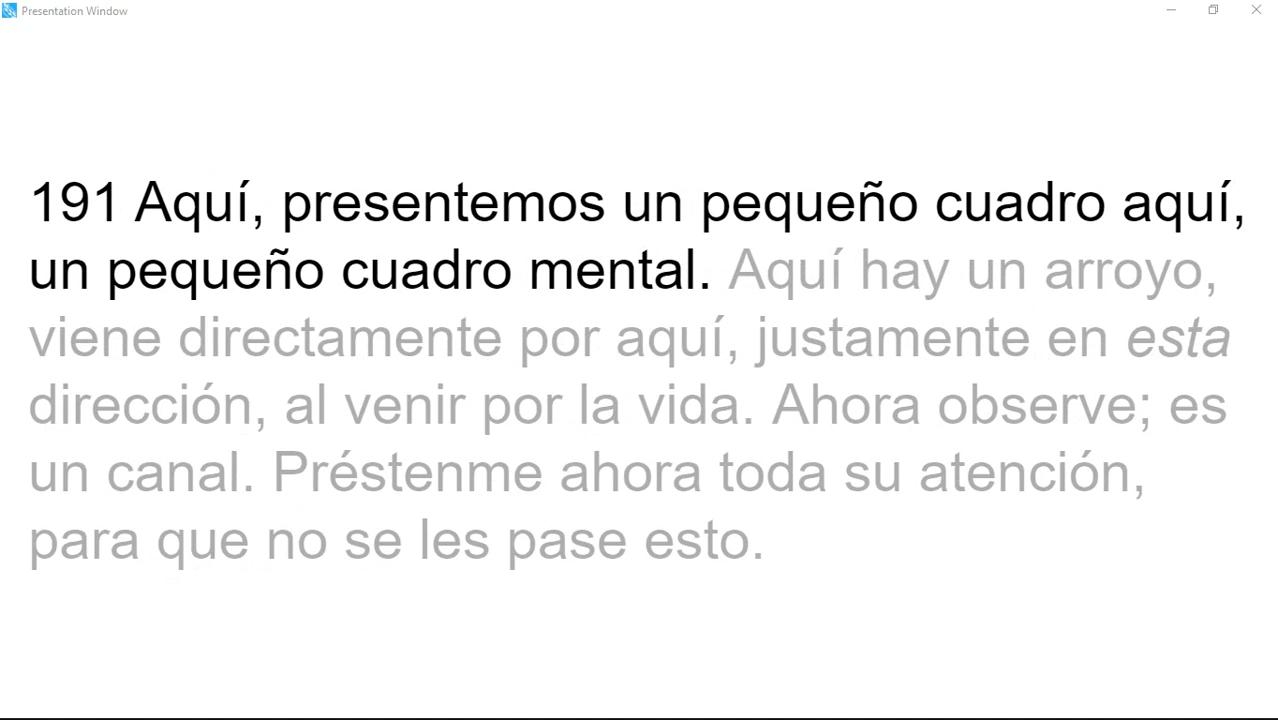 Presentation Window
191 Aquí, presentemos un pequeño cuadro aquí,
un pequeño cuadro mental. Aquí hay un arroyo,
viene directamente por aquí, justamente en esta
dirección, al venir por la vida. Ahora observe; es
un canal. Préstenme ahora toda su atención,
para que no se les pase esto.